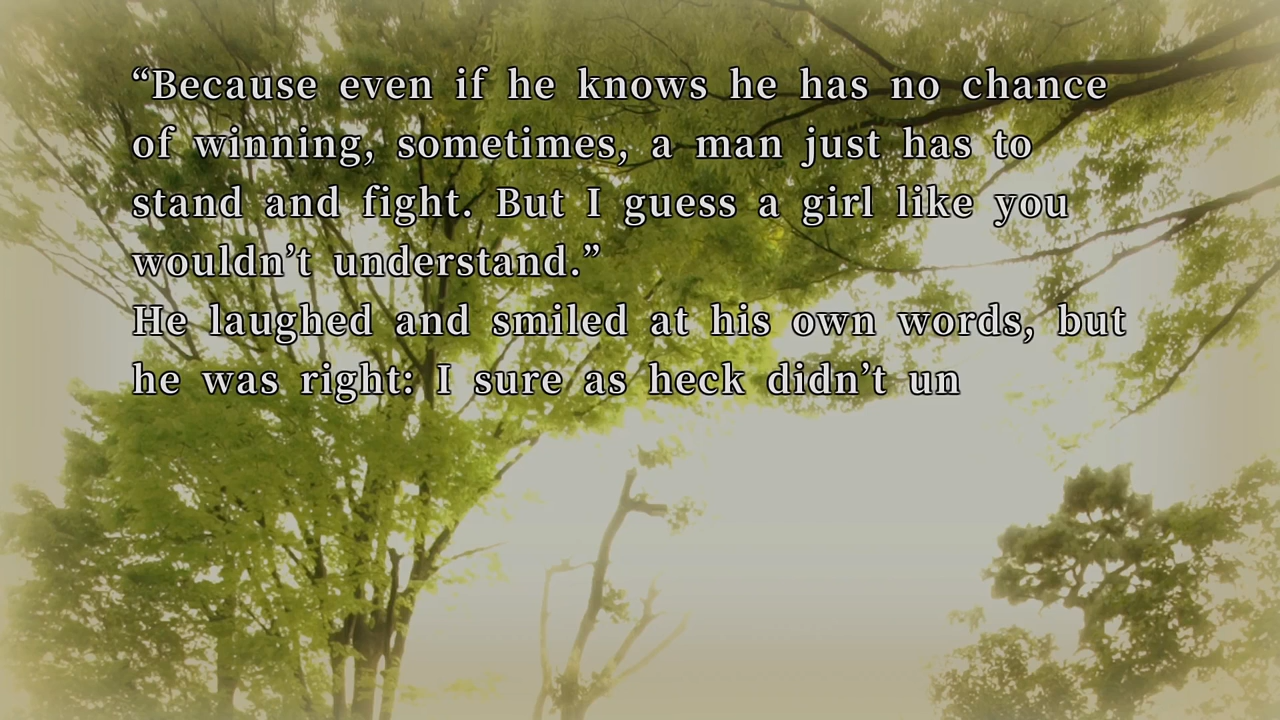 “Because even if he knows he has no chance
of winning, sometimes, a man just has to
stand and fight. But I guess a girl like you
wouldn’t understand.”
He laughed and smiled at his own words, but
he was right: I sure as heck didn’t un